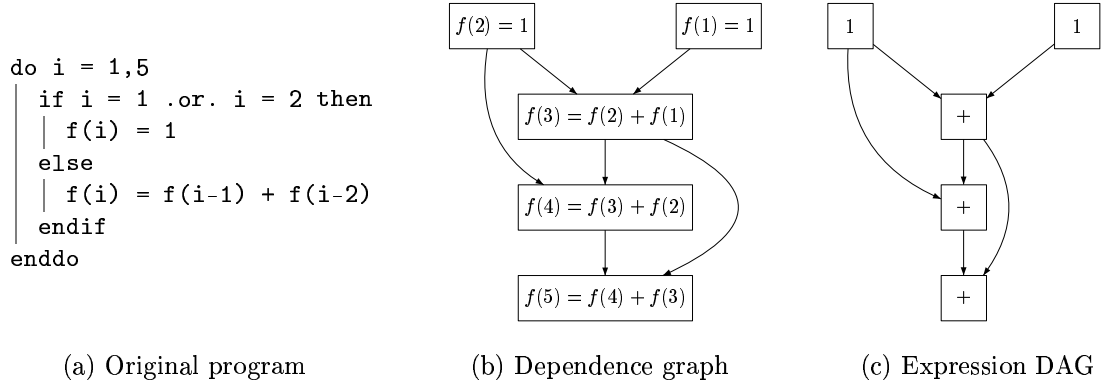 do i = 1,5
if i = 1 .or. i = 2 then
f(i) = 1
else
f(i) = f(i-1) + f(i-2)
endif
enddo
(a) Original program
f(2) = 1
f(1) = 1
f(3) = f(2) + f(1)
f(4) = f(3) + f(2)
f(5) = f(4) + f(3)
(b) Dependence graph
1
1
+
+
+
(c) Expression DAG